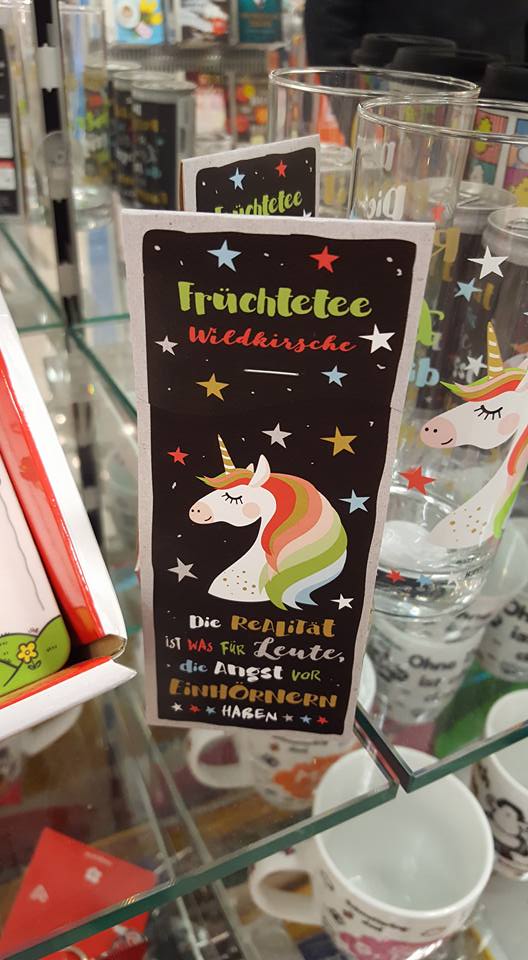 Früchtetee
Früchtetee
Wildkirsche
Die Realität
ist was für Leute,
die Angst vor
Einhörnern
haben